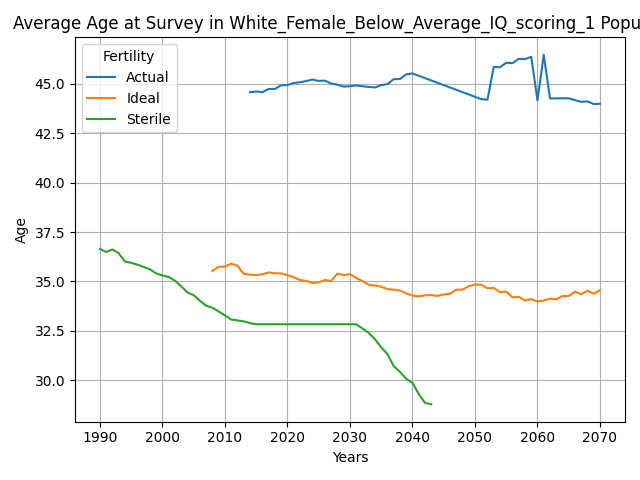 Average Age at Survey in White_Female_Below_Average_IQ_scoring_1 Popu
Fertility
Actual
Ideal
Sterile
45.0
42.5
40.0
37.5
35.0
32.5
30.0
Age
1990 2000 2010 2020 2030 2040 2050 2060 2070
Years